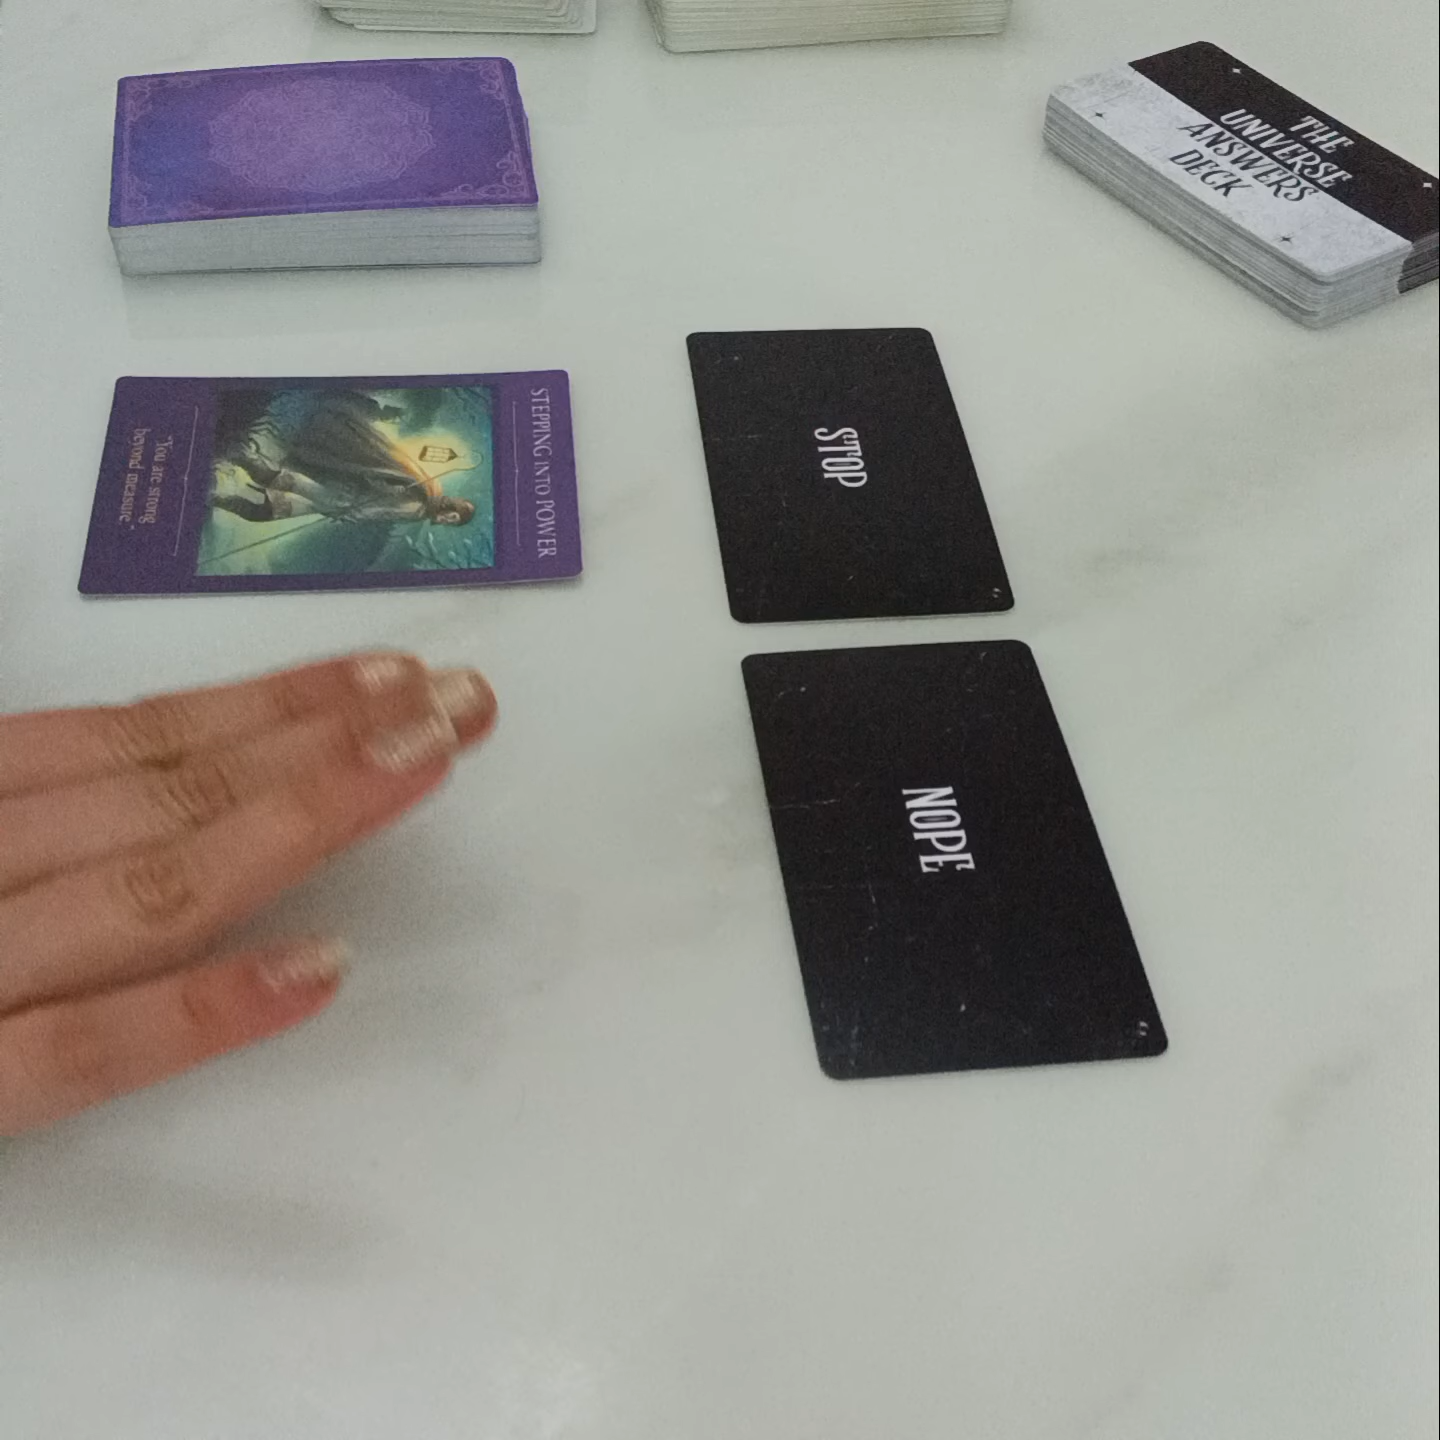 THE
UNIVERSE
ANSWERS
DECK
STEPPING INTO POWER
"You are strong
beyond measure"
STOP
NOPE